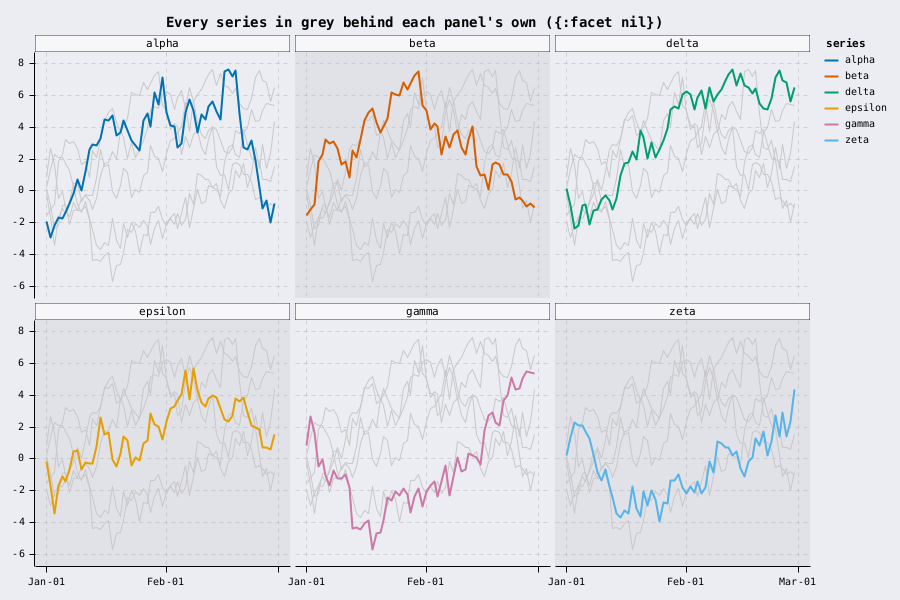 Every series in grey behind each panel's own ({:facet nil})
alpha
beta
delta
series
alpha
beta
delta
epsilon
gamma
zeta
8
6
4
2
0
-2
-4
-6
epsilon
gamma
zeta
8
6
4
2
0
-2
-4
-6
Jan-01
Feb-01
Jan-01
Feb-01
Jan-01
Feb-01
Mar-01